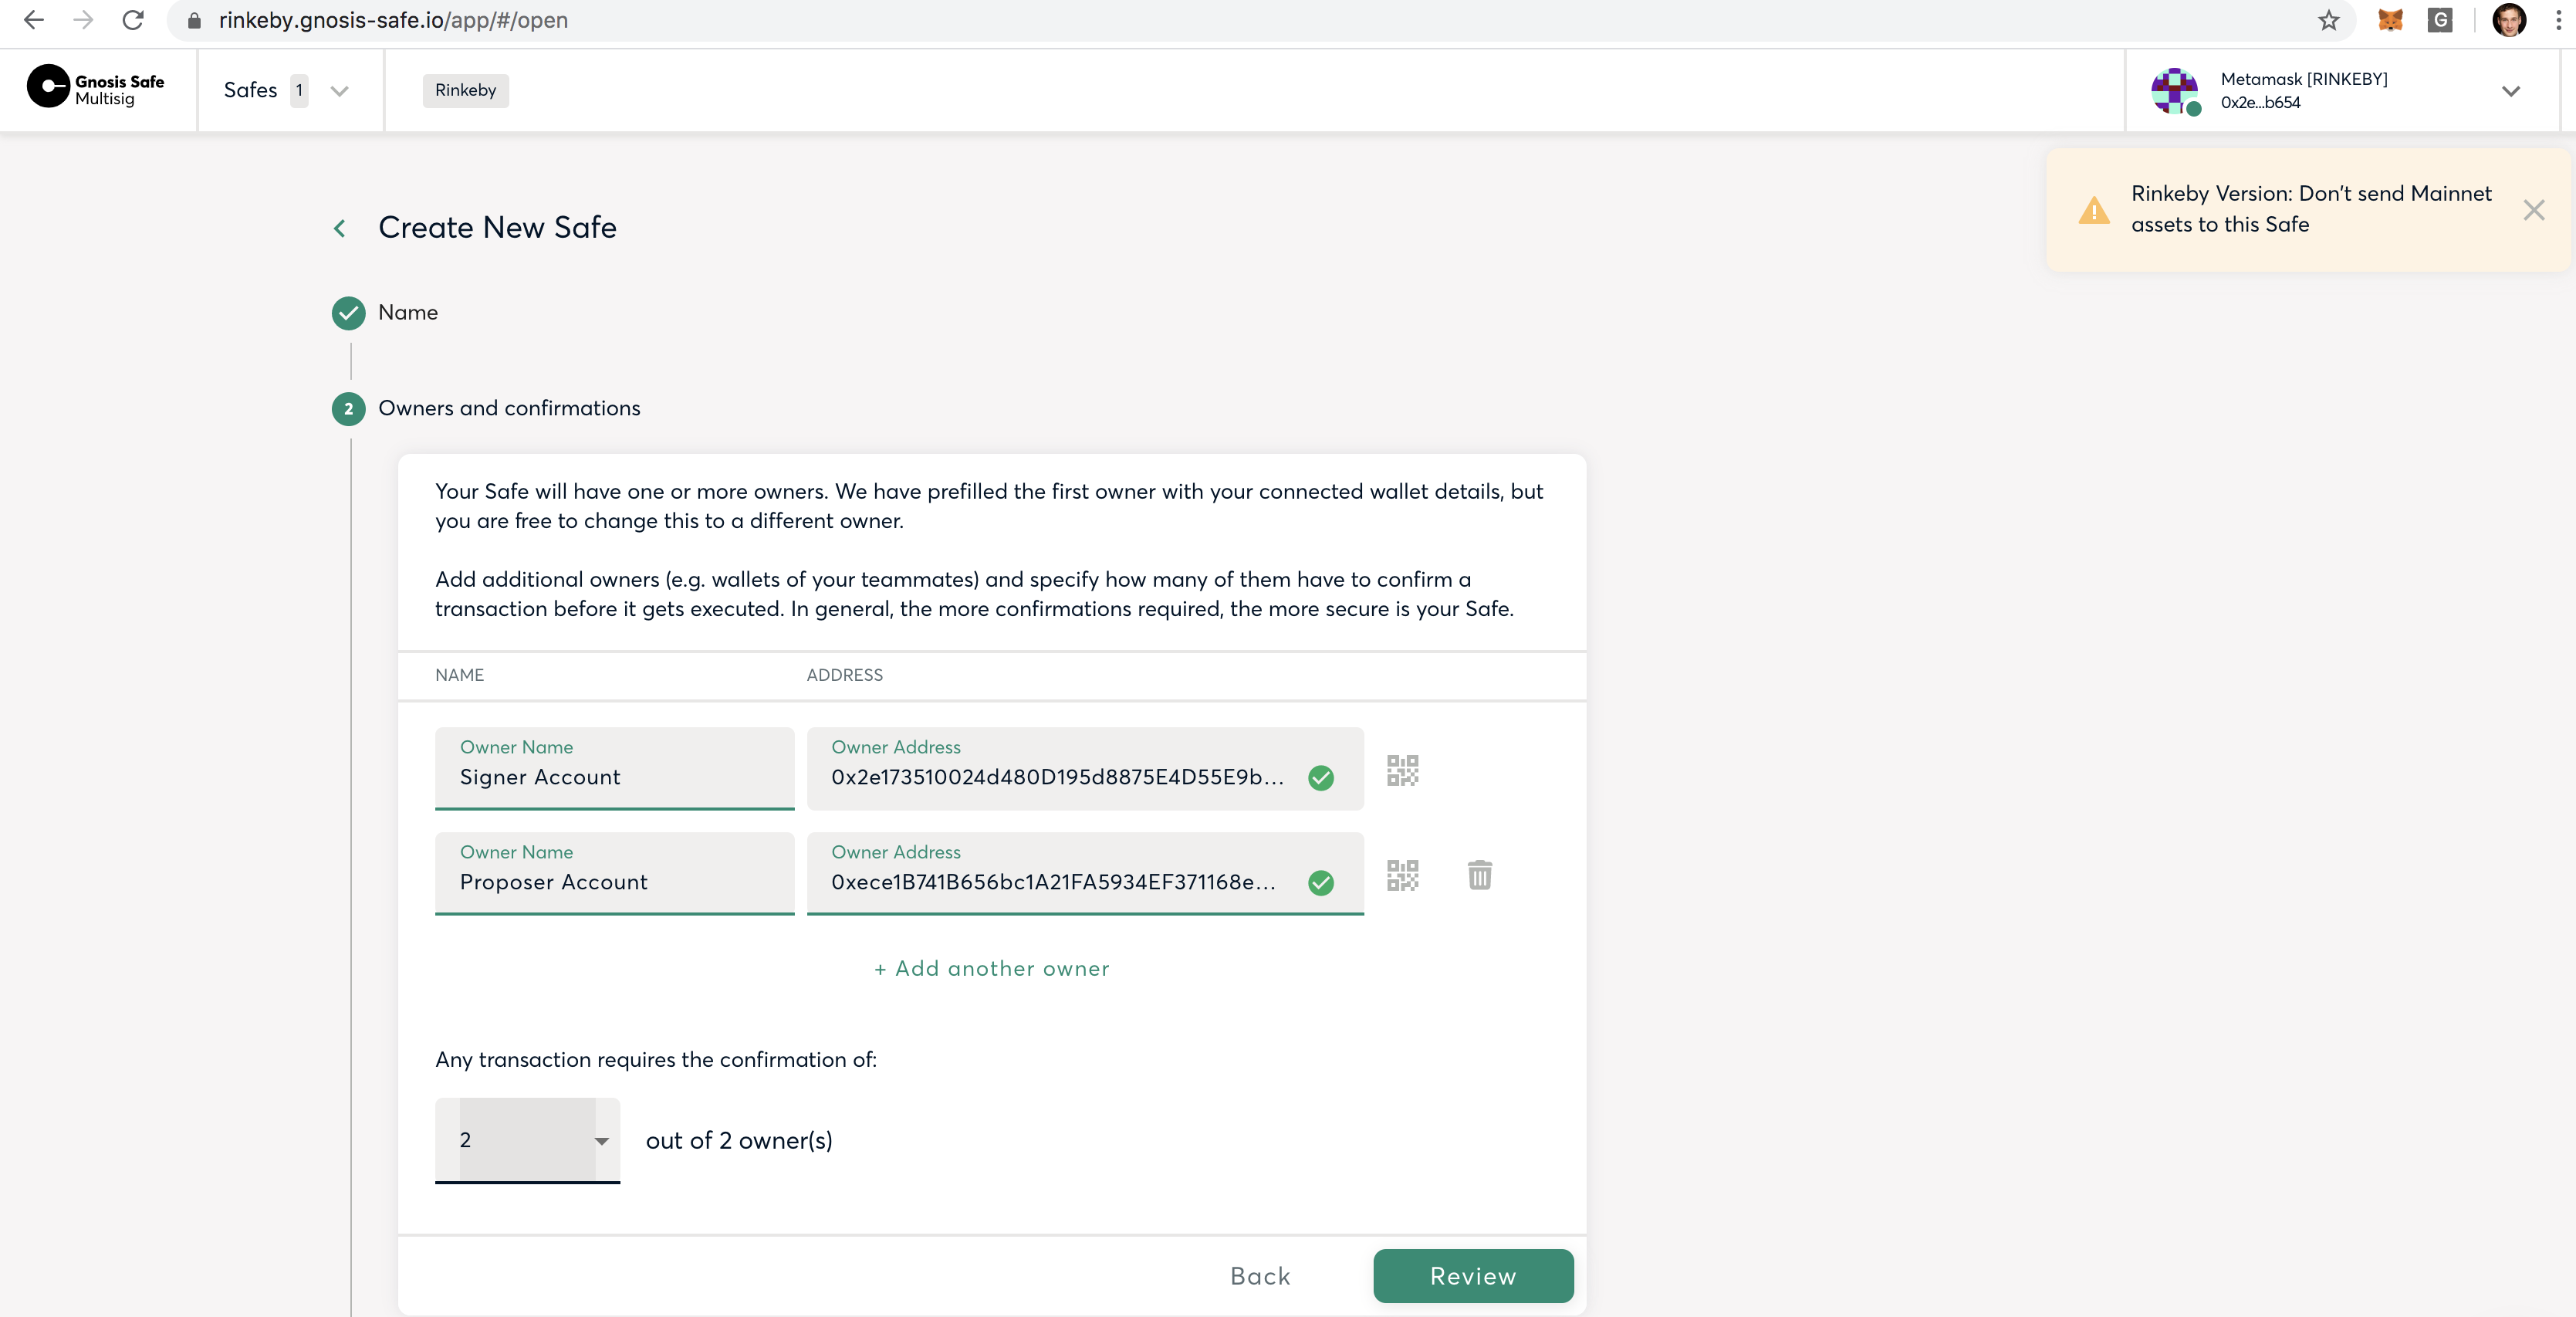 rinkeby.gnosis-safe.io/app/#/open
G
Gnosis Safe
Multisig
Safes 1
Rinkeby
Metamask [RINKEBY]
0x2e...b654
Rinkeby Version: Don't send Mainnet
assets to this Safe
Create New Safe
Name
2 Owners and confirmations
Your Safe will have one or more owners. We have prefilled the first owner with your connected wallet details, but
you are free to change this to a different owner.
Add additional owners (e.g. wallets of your teammates) and specify how many of them have to confirm a
transaction before it gets executed. In general, the more confirmations required, the more secure is your Safe.
NAME ADDRESS
Owner Name Owner Address
Signer Account 0x2e173510024d480D195d8875E4D55E9b...
Owner Name Owner Address
Proposer Account 0xece1B741B656bc1A21FA5934EF371168e...
+ Add another owner
Any transaction requires the confirmation of:
2 out of 2 owner(s)
Back Review